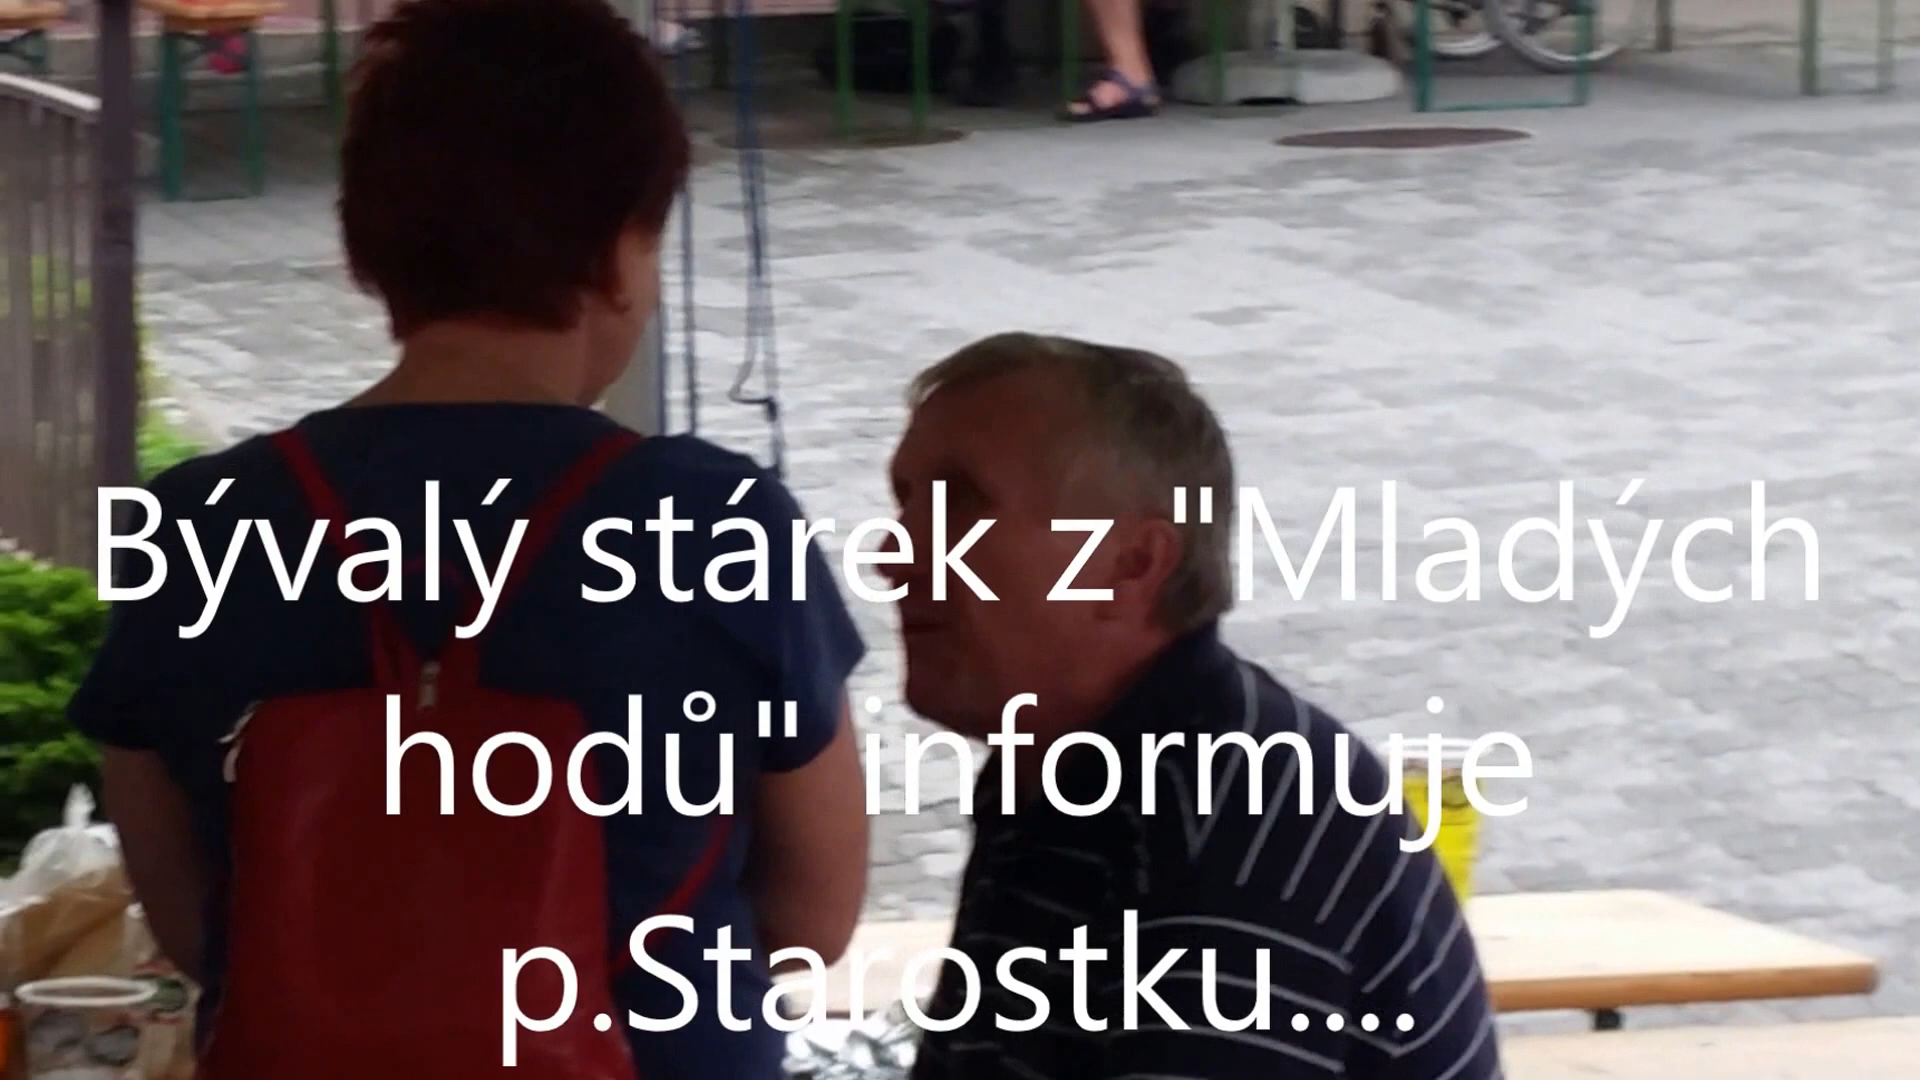 Bývalý stárek z "Mladých
hodů" informuje
p.Starostku....